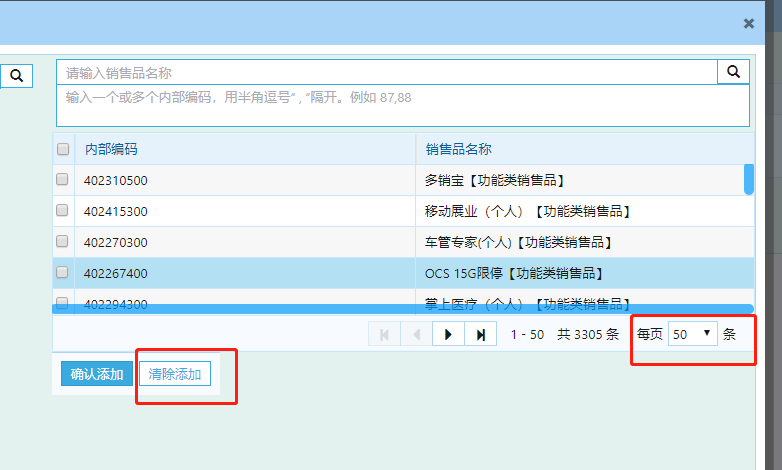 请输入销售品名称
输入一个或多个内部编码，用半角逗号" , "隔开。例如 87,88
内部编码 销售品名称
402310500 多销宝【功能类销售品】
402415300 移动展业（个人）【功能类销售品】
402270300 车管专家(个人)【功能类销售品】
402267400 OCS 15G限停【功能类销售品】
402294300 掌上医疗（个人）【功能类销售品】
1 - 50 共 3305 条 每页 50 条
确认添加 清除添加